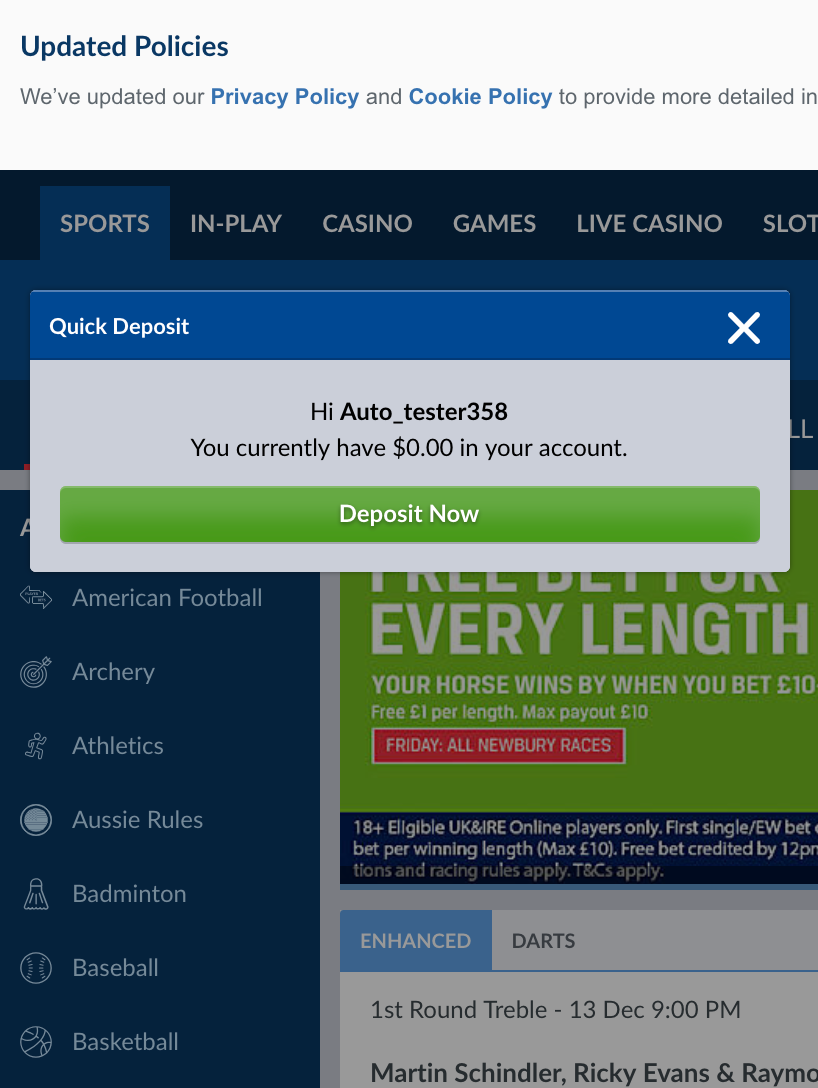 Updated Policies
We've updated our Privacy Policy and Cookie Policy to provide more detailed in
SPORTS IN-PLAY CASINO GAMES LIVE CASINO SLOT
Quick Deposit
Hi Auto_tester358
You currently have $0.00 in your account.
Deposit Now
LL
A
American Football
Archery
Athletics
Aussie Rules
Badminton
Baseball
Basketball
FREE BET FOR
EVERY LENGTH
YOUR HORSE WINS BY WHEN YOU BET £10
Free £1 per length. Max payout £10
FRIDAY: ALL NEWBURY RACES
18+ Eligible UK&IRE Online players only. First single/EW bet
bet per winning length (Max £10). Free bet credited by 12pm
tions and racing rules apply. T&Cs apply.
ENHANCED DARTS
1st Round Treble - 13 Dec 9:00 PM
Martin Schindler, Ricky Evans & Raymo